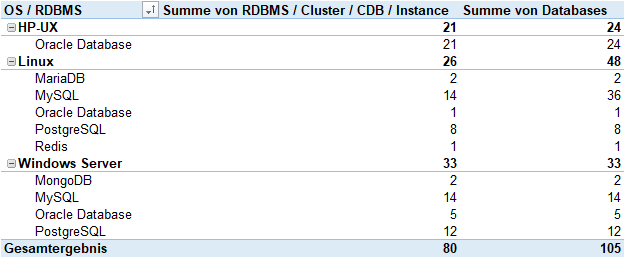 OS / RDBMS Summe von RDBMS / Cluster / CDB / Instance Summe von Databases
HP-UX 21 24
Oracle Database 21 24
Linux 26 48
MariaDB 2 2
MySQL 14 36
Oracle Database 1 1
PostgreSQL 8 8
Redis 1 1
Windows Server 33 33
MongoDB 2 2
MySQL 14 14
Oracle Database 5 5
PostgreSQL 12 12
Gesamtergebnis 80 105